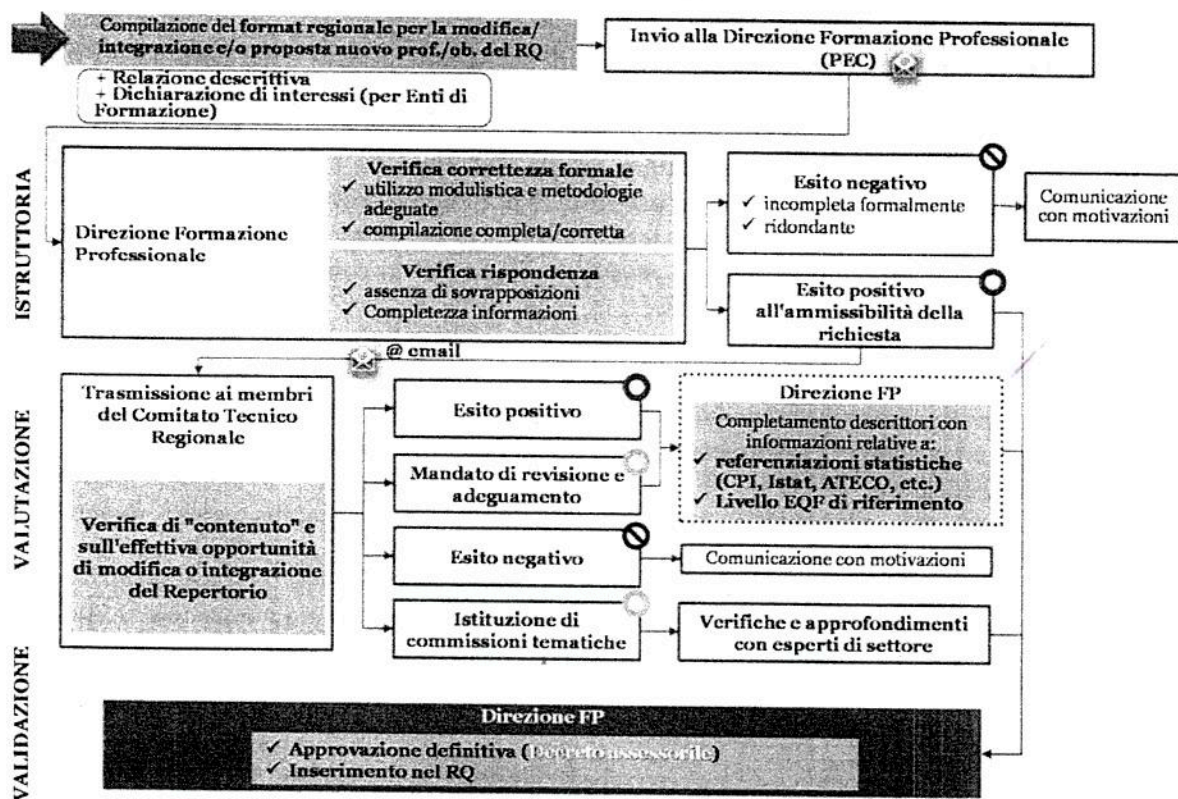 Compilazione del format regionale per la modifica/
integrazione e/o proposta nuovo prof./ob. del RQ
+ Relazione descrittiva
+ Dichiarazione di interessi (per Enti di
Formazione)
Invio alla Direzione Formazione Professionale
(PEC)
ISTRUTTORIA
Direzione Formazione
Professionale
Verifica correttezza formale
✓ utilizzo modulistica e metodologie
adeguate
✓ compilazione completa/corretta
Verifica rispondenza
✓ assenza di sovrapposizioni
✓ Completezza informazioni
Esito negativo
✓ incompleta formalmente
✓ ridondante
Comunicazione
con motivazioni
Esito positivo
all'ammissibilità della
richiesta
@ email
VALUTAZIONE
Trasmissione ai membri
del Comitato Tecnico
Regionale
Verifica di "contenuto" e
sull'effettiva opportunità
di modifica o integrazione
del Repertorio
Esito positivo
Mandato di revisione e
adeguamento
Esito negativo
Istituzione di
commissioni tematiche
Direzione FP
Completamento descrittori con
informazioni relative a:
✓ referenziazioni statistiche
(CPI, Istat, ATECO, etc.)
✓ Livello EQF di riferimento
Comunicazione con motivazioni
Verifiche e approfondimenti
con esperti di settore
VALIDAZIONE
Direzione FP
✓ Approvazione definitiva (Decreto assessorile)
✓ Inserimento nel RQ